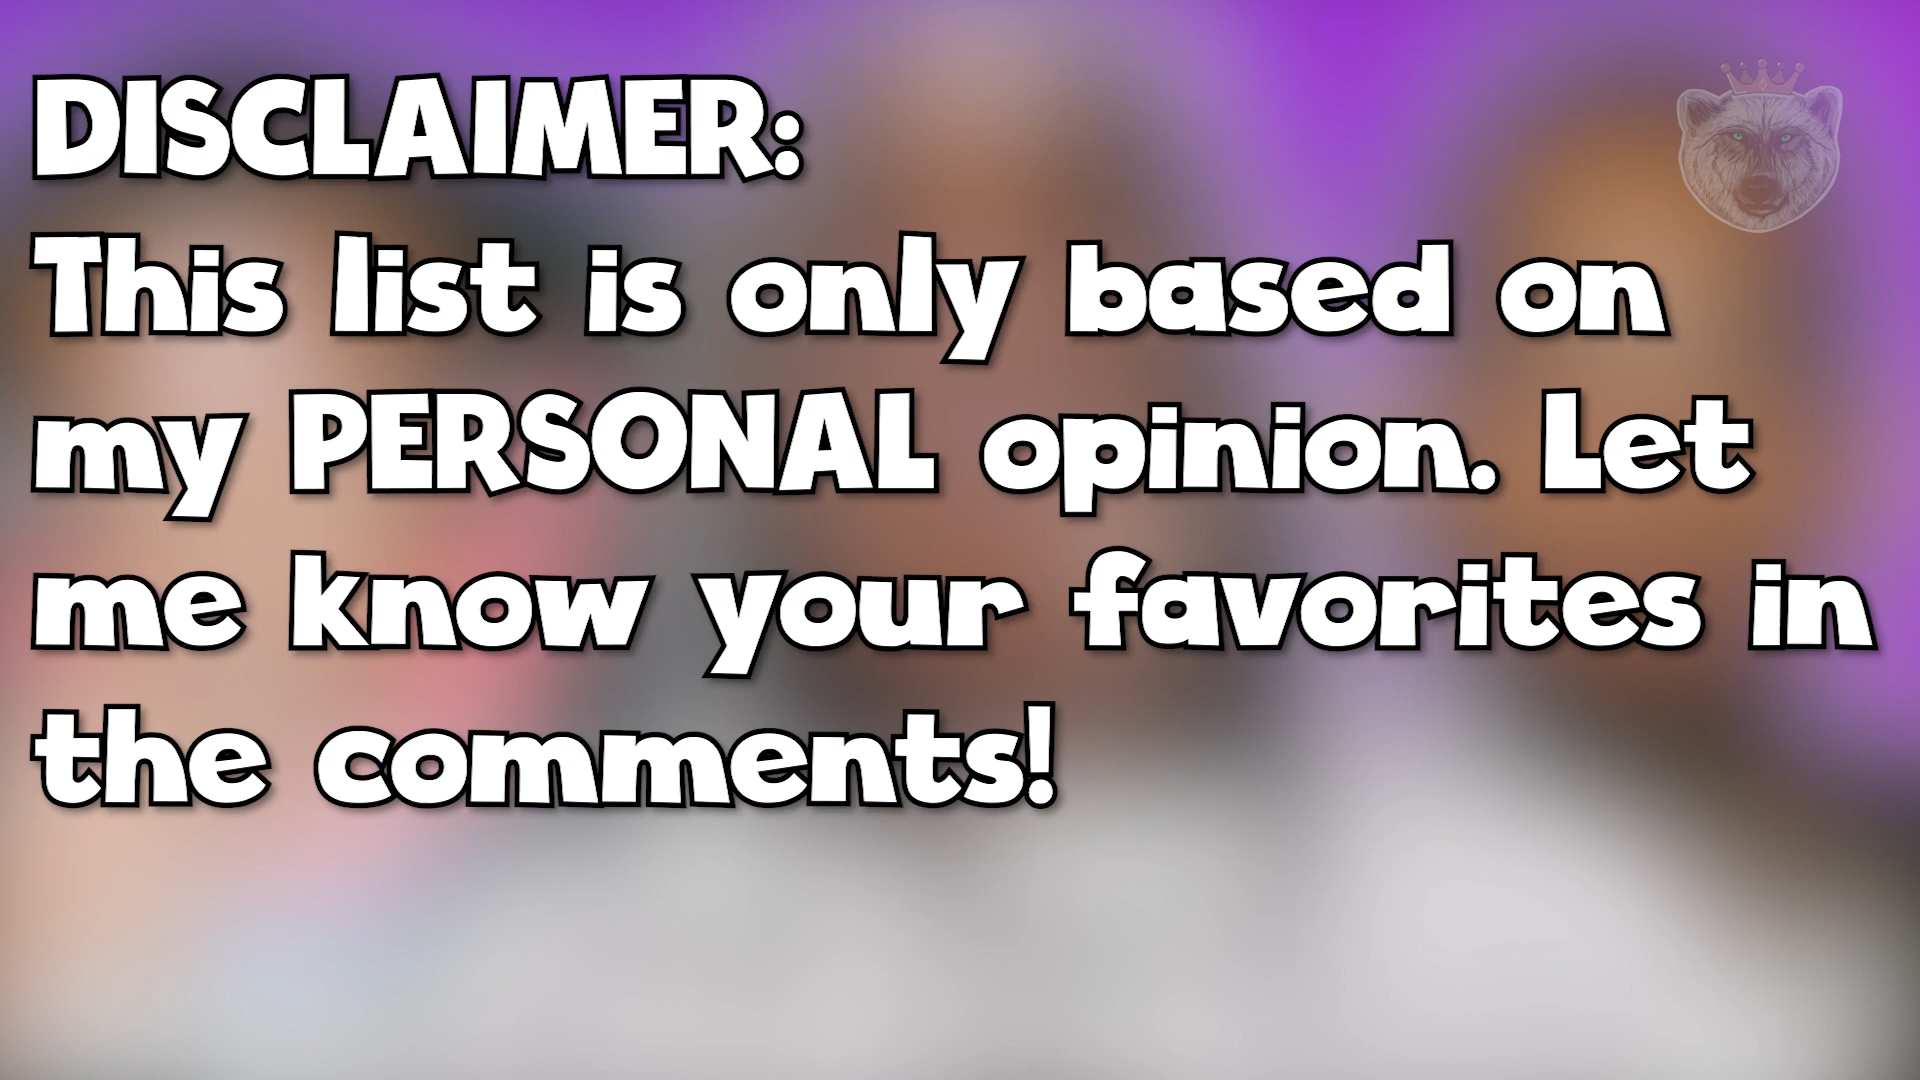 DISCLAIMER:
This list is only based on
my PERSONAL opinion. Let
me know your favorites in
the comments!